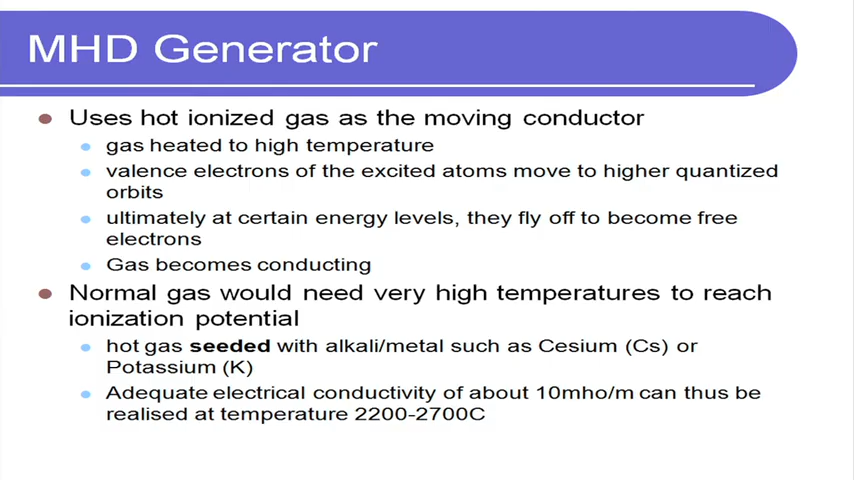 MHD Generator
Uses hot ionized gas as the moving conductor
gas heated to high temperature
valence electrons of the excited atoms move to higher quantized
orbits
ultimately at certain energy levels, they fly off to become free
electrons
Gas becomes conducting
Normal gas would need very high temperatures to reach
ionization potential
hot gas seeded with alkali/metal such as Cesium (Cs) or
Potassium (K)
Adequate electrical conductivity of about 10mho/m can thus be
realised at temperature 2200-2700C